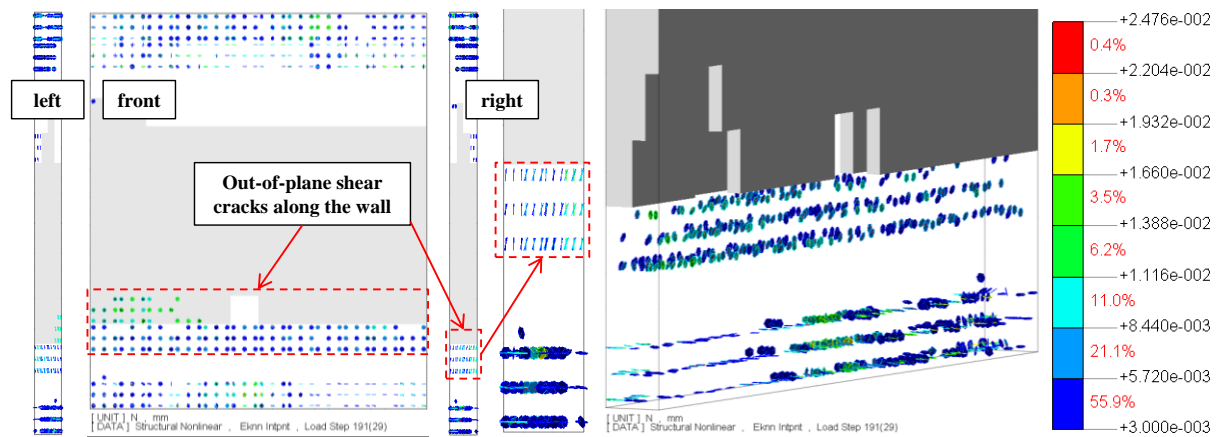 left
front
right
Out-of-plane shear
cracks along the wall
[ UNIT ] N , mm
[ DATA ] Structural Nonlinear , Eknn Intpnt , Load Step 191(29)
[ UNIT ] N , mm
[ DATA ] Structural Nonlinear , Eknn Intpnt , Load Step 191(29)
+2.476e-002
0.4%
+2.204e-002
0.3%
+1.932e-002
1.7%
+1.660e-002
3.5%
+1.388e-002
6.2%
+1.116e-002
11.0%
+8.440e-003
21.1%
+5.720e-003
55.9%
+3.000e-003